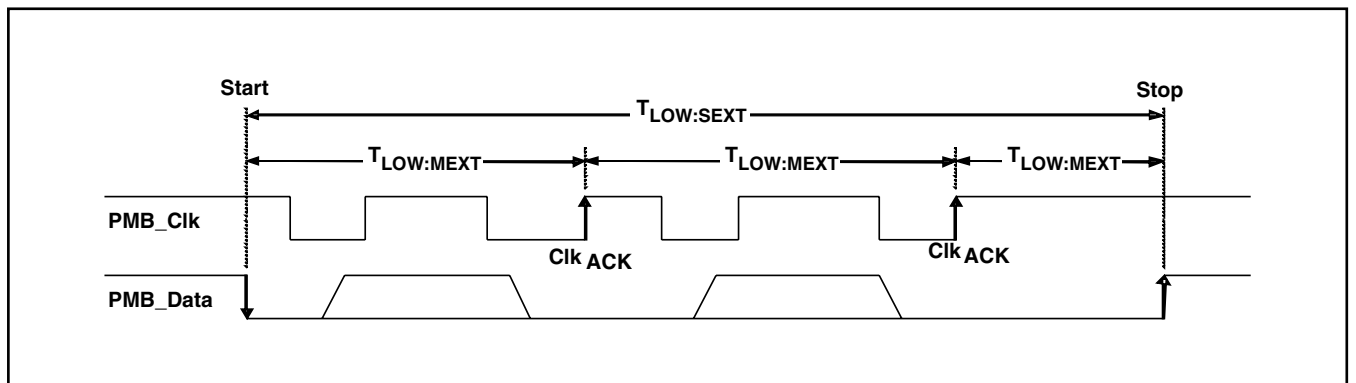 Start
Stop
TLOW:SEXT
TLOW:MEXT
TLOW:MEXT
TLOW:MEXT
PMB_Clk
ClkACK
ClkACK
PMB_Data